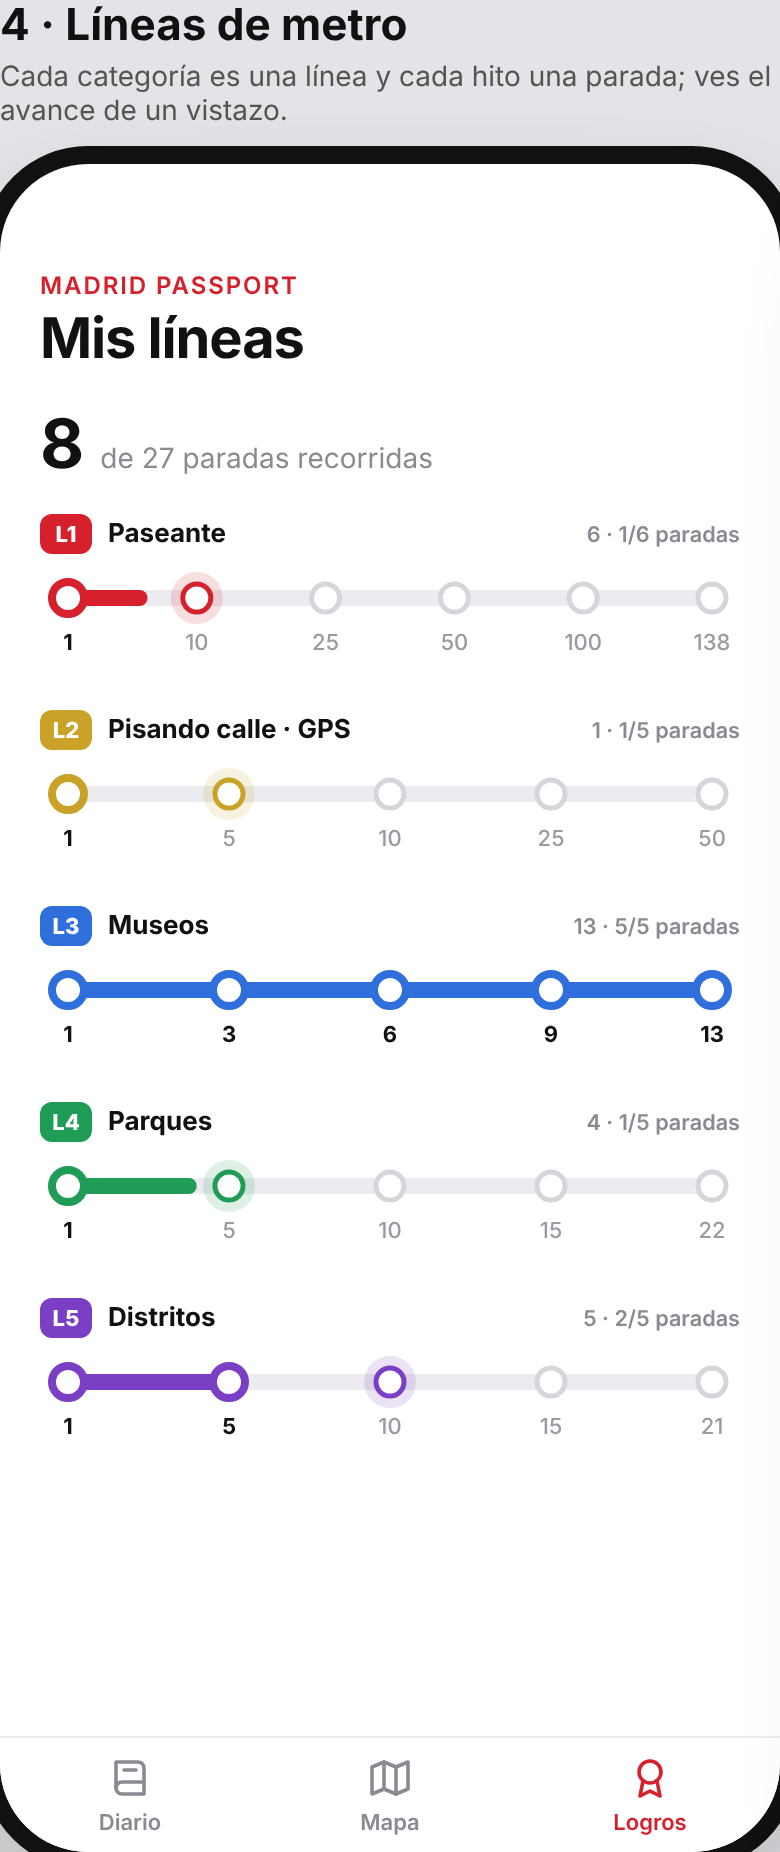 4 · Líneas de metro
Cada categoría es una línea y cada hito una parada; ves el
avance de un vistazo.
MADRID PASSPORT
Mis líneas
8 de 27 paradas recorridas
L1 Paseante 6 · 1/6 paradas
1 10 25 50 100 138
L2 Pisando calle · GPS 1 · 1/5 paradas
1 5 10 25 50
L3 Museos 13 · 5/5 paradas
1 3 6 9 13
L4 Parques 4 · 1/5 paradas
1 5 10 15 22
L5 Distritos 5 · 2/5 paradas
1 5 10 15 21
Diario Mapa Logros